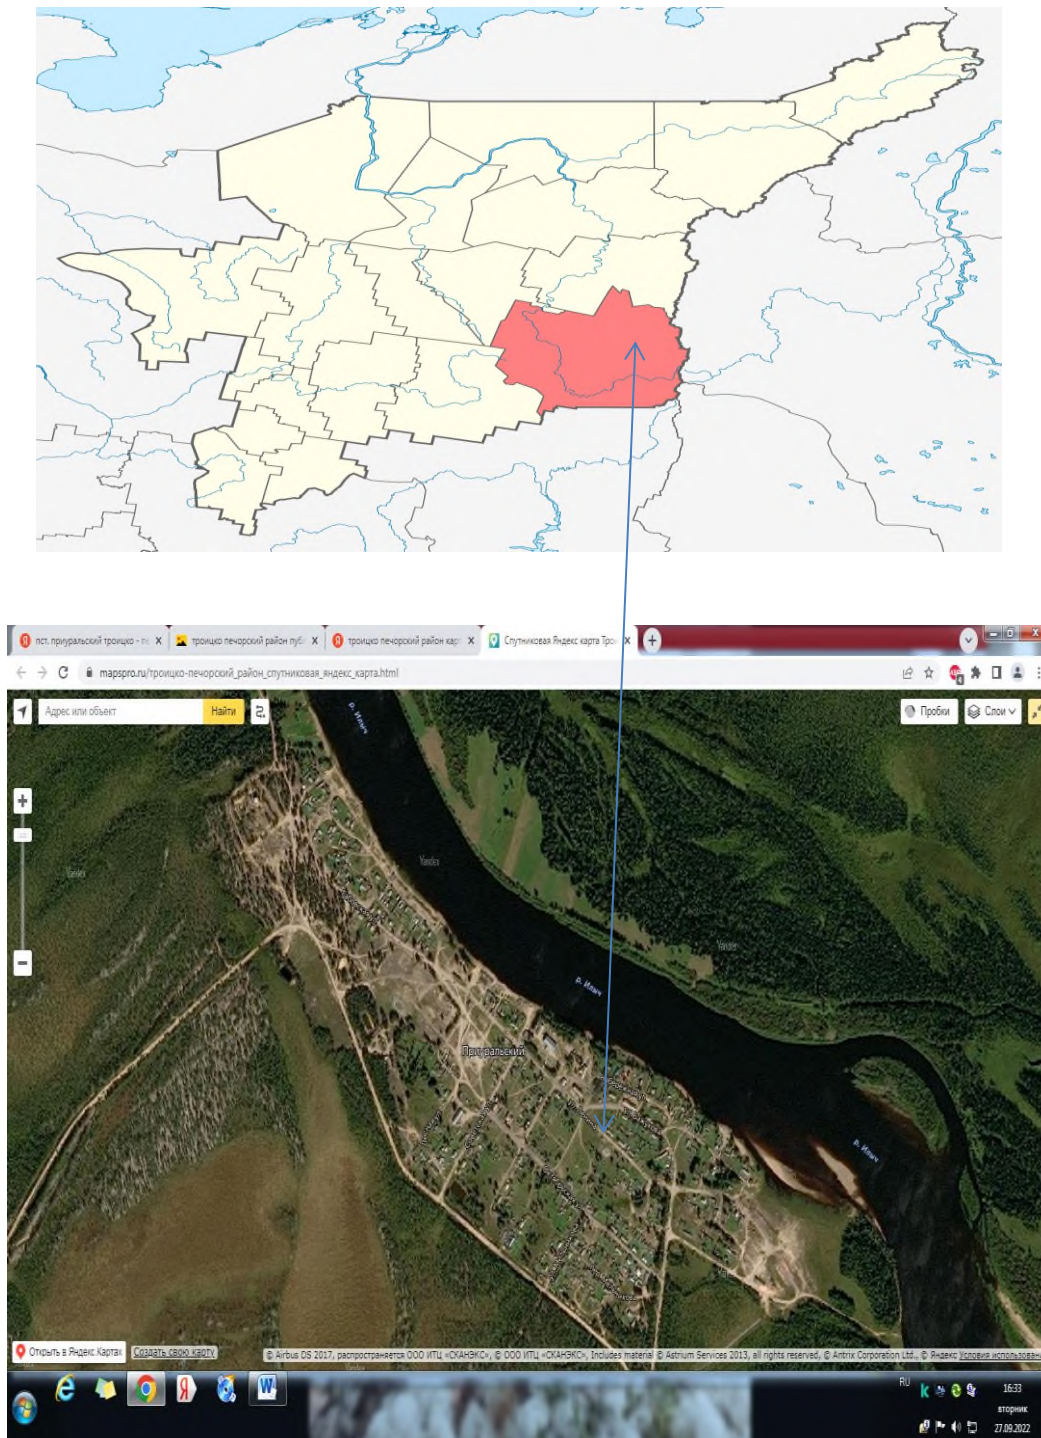 пст. приуральский троицко - пе
троицко печорский район пуб
троицко печорский район кар
Спутниковая Яндекс карта Тро
mapspro.ru/троицко-печорский_район_спутниковая_яндекс_карта.html
Адрес или объект
Найти
Пробки
Слои
р. Илыч
Yandex
Yandex
Yandex
р. Илыч
Приуральский
р. Илыч
Открыть в Яндекс.Картах
Создать свою карту
© Airbus DS 2017, распространяется ООО ИТЦ «СКАНЭКС», © ООО ИТЦ «СКАНЭКС», Includes material © Astrium Services 2013, all rights reserved, © Antrix Corporation Ltd., © Яндекс Условия использован
RU
16:33
вторник
27.09.2022